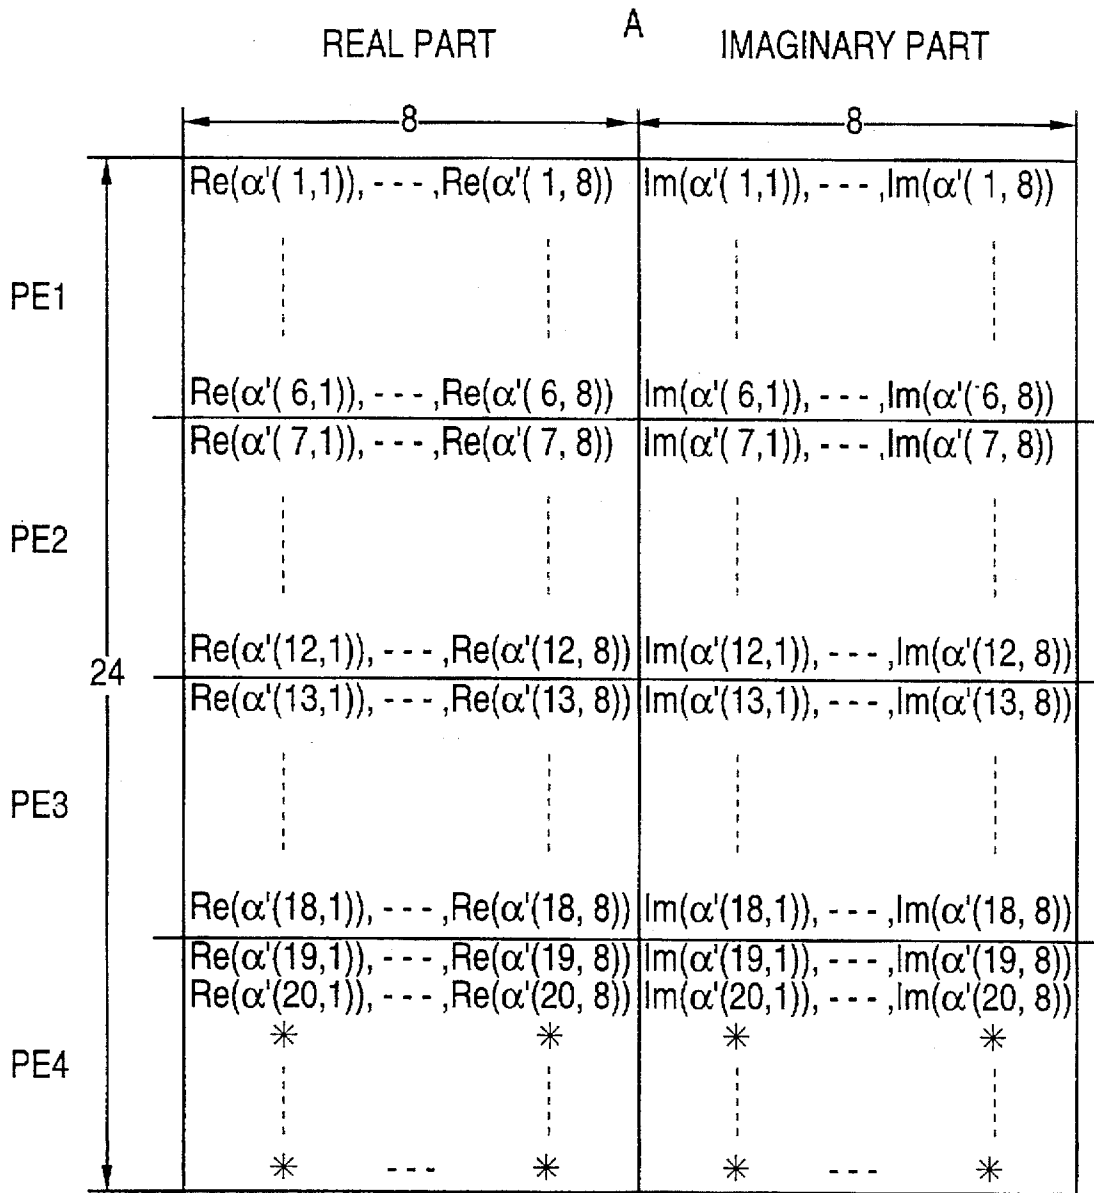 A
REAL PART IMAGINARY PART
8 8
Re(α'( 1,1)), - - - ,Re(α'( 1, 8)) Im(α'( 1,1)), - - - ,Im(α'( 1, 8))
PE1
Re(α'( 6,1)), - - - ,Re(α'( 6, 8)) Im(α'( 6,1)), - - - ,Im(α'( 6, 8))
Re(α'( 7,1)), - - - ,Re(α'( 7, 8)) Im(α'( 7,1)), - - - ,Im(α'( 7, 8))
PE2
Re(α'(12,1)), - - - ,Re(α'(12, 8)) Im(α'(12,1)), - - - ,Im(α'(12, 8))
24
Re(α'(13,1)), - - - ,Re(α'(13, 8)) Im(α'(13,1)), - - - ,Im(α'(13, 8))
PE3
Re(α'(18,1)), - - - ,Re(α'(18, 8)) Im(α'(18,1)), - - - ,Im(α'(18, 8))
Re(α'(19,1)), - - - ,Re(α'(19, 8)) Im(α'(19,1)), - - - ,Im(α'(19, 8))
Re(α'(20,1)), - - - ,Re(α'(20, 8)) Im(α'(20,1)), - - - ,Im(α'(20, 8))
* * * *
PE4
* - - - * * - - - *